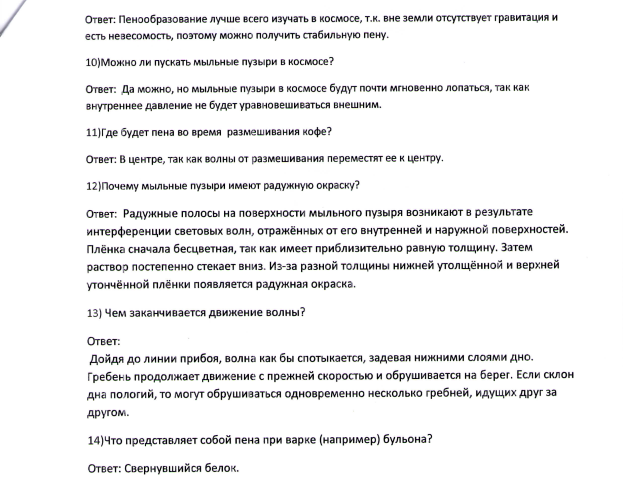 Ответ: Пенообразование лучше всего изучать в космосе, т.к. вне земли отсутствует гравитация и
есть невесомость, поэтому можно получить стабильную пену.
10)Можно ли пускать мыльные пузыри в космосе?
Ответ:  Да можно, но мыльные пузыри в космосе будут почти мгновенно лопаться, так как
внутреннее давление не будет уравновешиваться внешним.
11)Где будет пена во время  размешивания кофе?
Ответ: В центре, так как волны от размешивания переместят ее к центру.
12)Почему мыльные пузыри имеют радужную окраску?
Ответ:  Радужные полосы на поверхности мыльного пузыря возникают в результате
интерференции световых волн, отражённых от его внутренней и наружной поверхностей.
Плёнка сначала бесцветная, так как имеет приблизительно равную толщину. Затем
раствор постепенно стекает вниз. Из-за разной толщины нижней утолщённой и верхней
утончённой плёнки появляется радужная окраска.
13) Чем заканчивается движение волны?
Ответ:
Дойдя до линии прибоя, волна как бы спотыкается, задевая нижними слоями дно.
Гребень продолжает движение с прежней скоростью и обрушивается на берег. Если склон
дна пологий, то могут обрушиваться одновременно несколько гребней, идущих друг за
другом.
14)Что представляет собой пена при варке (например) бульона?
Ответ: Свернувшийся белок.